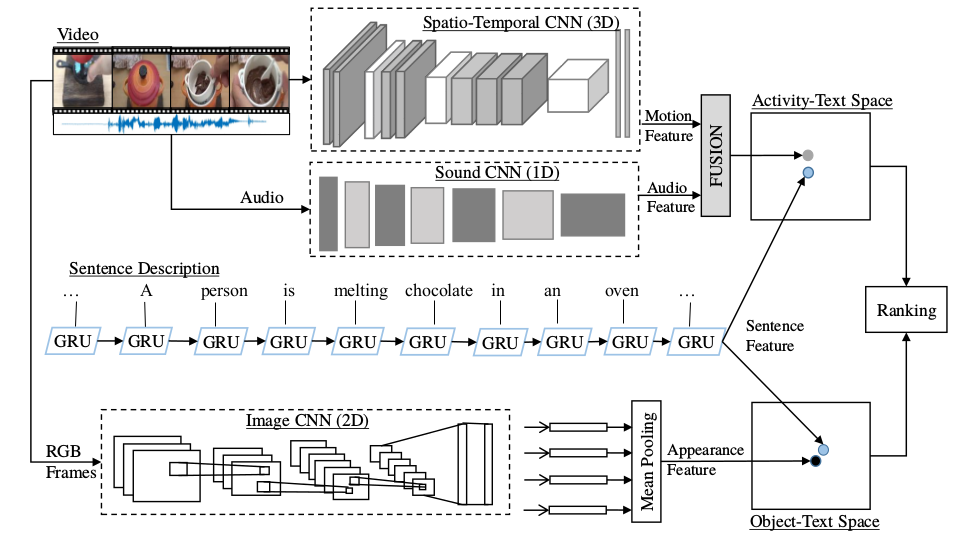 Video
Spatio-Temporal CNN (3D)
Motion
Feature
FUSION
Activity-Text Space
Sound CNN (1D)
Audio
Audio
Feature
Sentence Description
... A person is melting chocolate in an oven ...
GRU GRU GRU GRU GRU GRU GRU GRU GRU GRU
Sentence
Feature
Ranking
Image CNN (2D)
RGB
Frames
Mean Pooling
Appearance
Feature
Object-Text Space